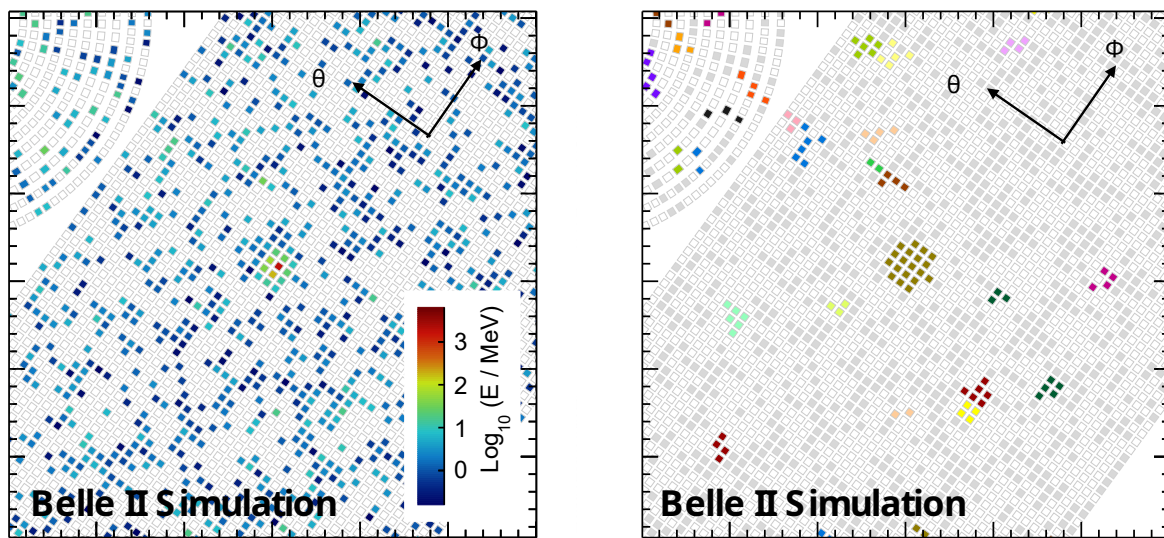 Φ
θ
3
2
1
0
Log₁₀ (E / MeV)
Belle II Simulation
Φ
θ
Belle II Simulation